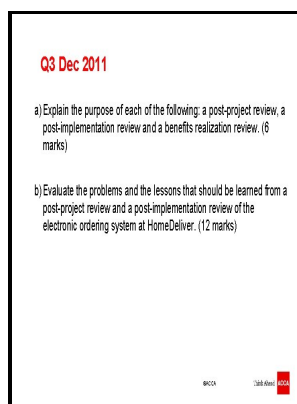 Q3 Dec 2011
a) Explain the purpose of each of the following: a post-project review, a
post-implementation review and a benefits realization review. (6
marks)
b) Evaluate the problems and the lessons that should be learned from a
post-project review and a post-implementation review of the
electronic ordering system at HomeDeliver. (12 marks)
©ACCA
Think Ahead ACCA